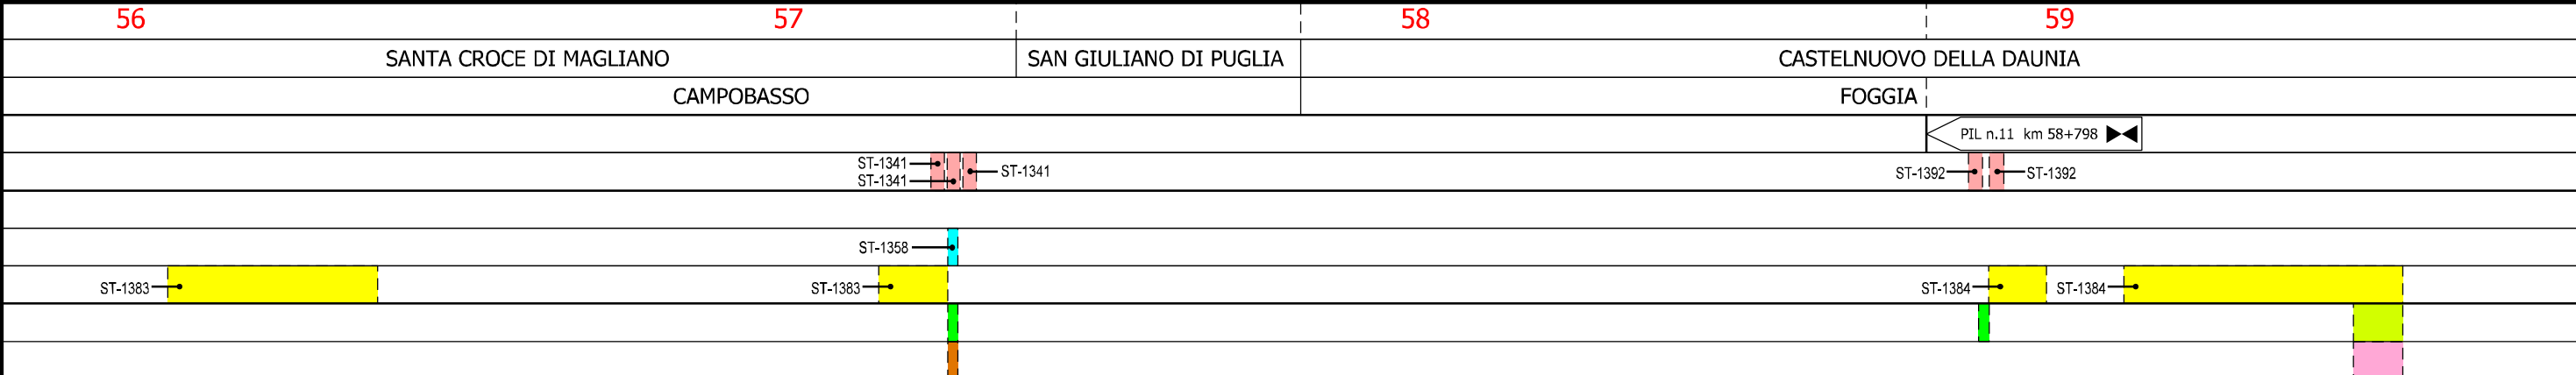 56 57 58 59
SANTA CROCE DI MAGLIANO SAN GIULIANO DI PUGLIA CASTELNUOVO DELLA DAUNIA
CAMPOBASSO FOGGIA
PIL n.11 km 58+798
ST-1341
ST-1341 ST-1341 ST-1392 ST-1392
ST-1358
ST-1383 ST-1383 ST-1384 ST-1384